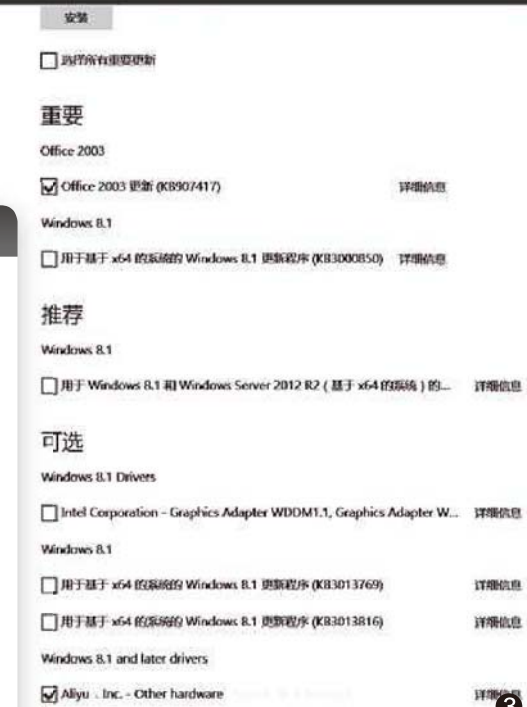 安装
选择所有重要更新
重要
Office 2003
Office 2003 更新 (KB907417) 详细信息
Windows 8.1
用于基于 x64 的系统的 Windows 8.1 更新程序 (KB3000850) 详细信息
推荐
Windows 8.1
用于 Windows 8.1 和 Windows Server 2012 R2 ( 基于 x64 的系统 ) 的... 详细信息
可选
Windows 8.1 Drivers
Intel Corporation - Graphics Adapter WDDM1.1, Graphics Adapter W... 详细信息
Windows 8.1
用于基于 x64 的系统的 Windows 8.1 更新程序 (KB3013769) 详细信息
用于基于 x64 的系统的 Windows 8.1 更新程序 (KB3013816) 详细信息
Windows 8.1 and later drivers
Aliyu . Inc. - Other hardware 详细信息
3